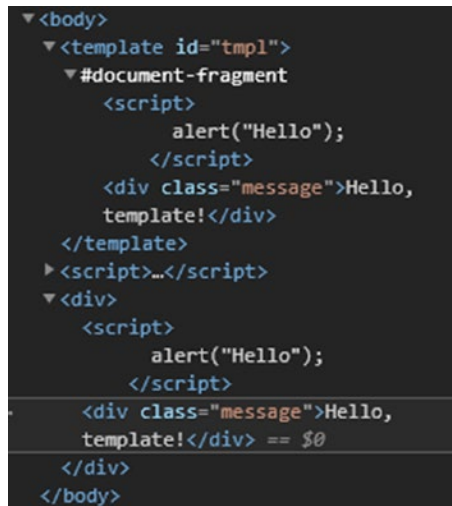 ▼<body>
▼<template id="tmpl">
▼#document-fragment
<script>
alert("Hello");
</script>
<div class="message">Hello,
template!</div>
</template>
▶<script>…</script>
▼<div>
<script>
alert("Hello");
</script>
<div class="message">Hello,
template!</div> == $0
</div>
</body>